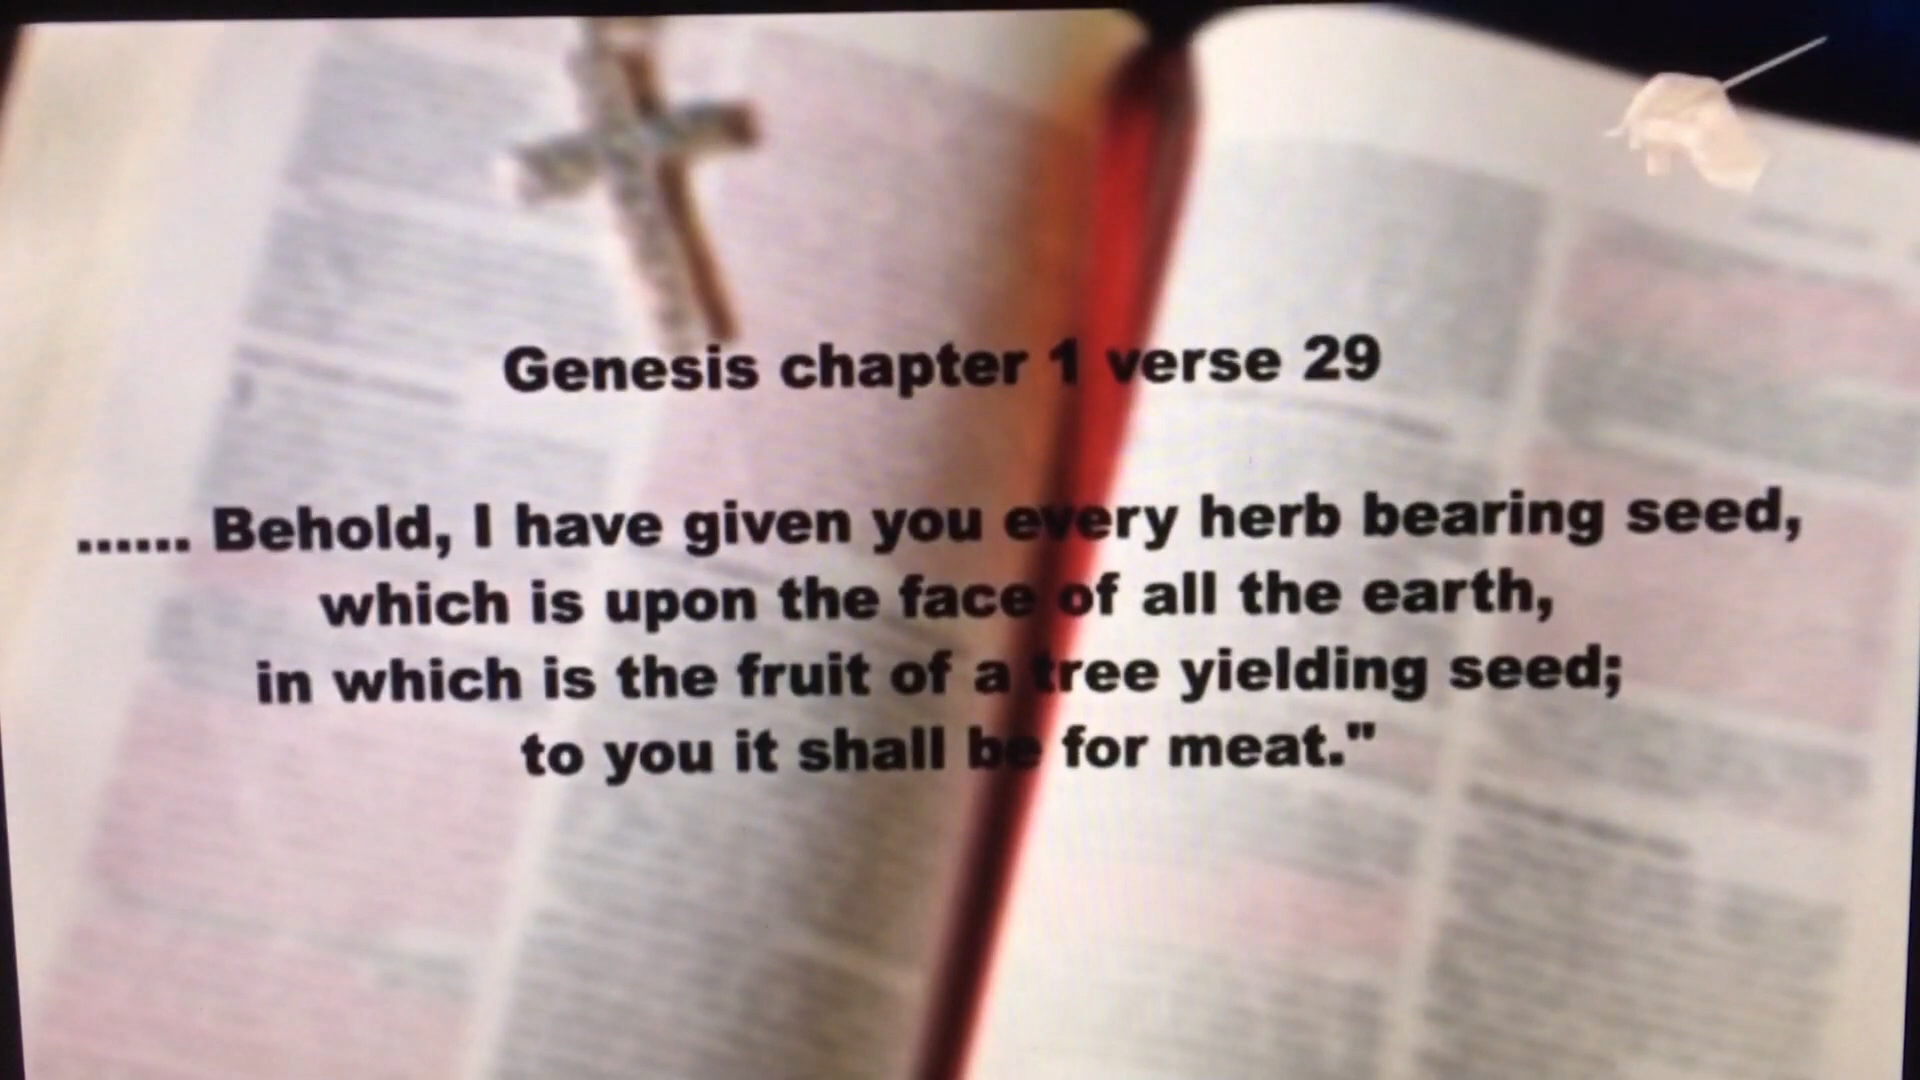 Genesis chapter 1 verse 29
...... Behold, I have given you every herb bearing seed,
which is upon the face of all the earth,
in which is the fruit of a tree yielding seed;
to you it shall be for meat."